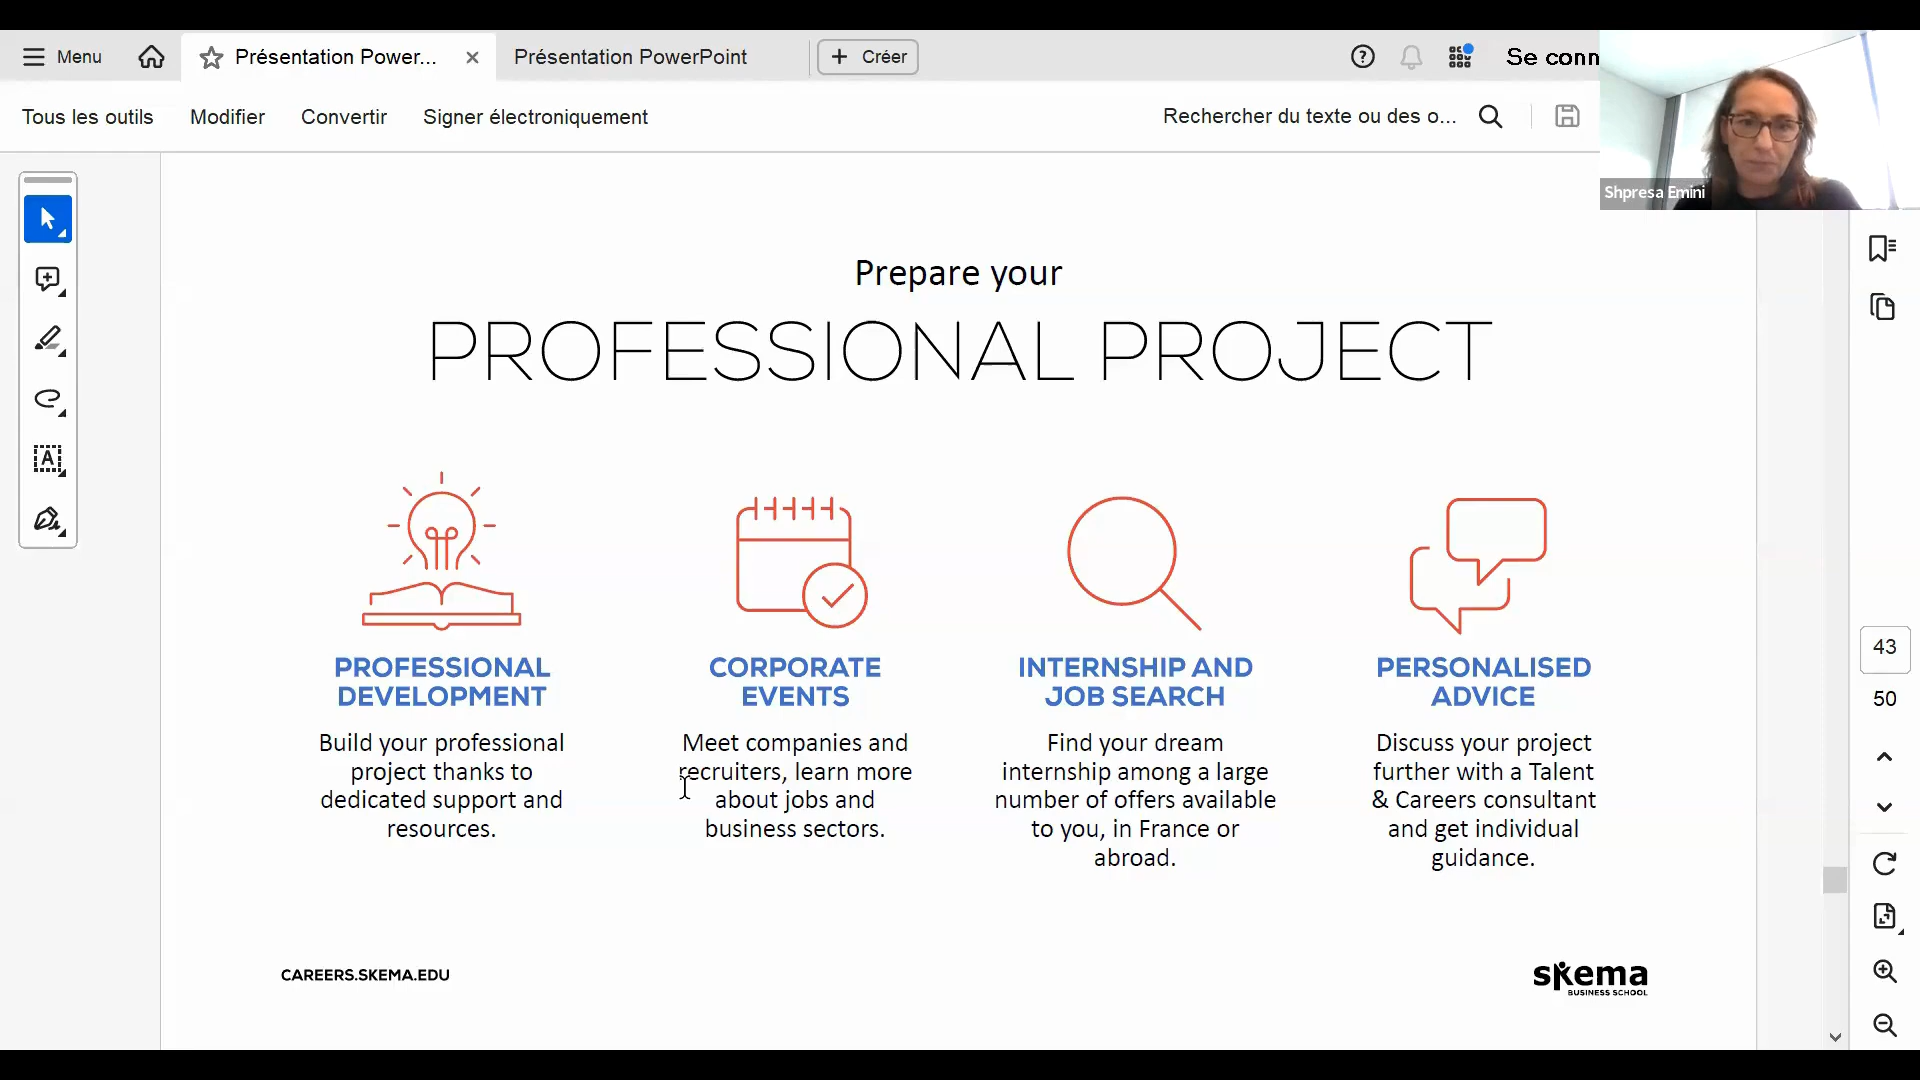 Menu
Présentation Power...
Présentation PowerPoint
Créer
Se conn
Tous les outils
Modifier
Convertir
Signer électroniquement
Rechercher du texte ou des o...
Shpresa Emini
Prepare your
PROFESSIONAL PROJECT
PROFESSIONAL
DEVELOPMENT
Build your professional
project thanks to
dedicated support and
resources.
CORPORATE
EVENTS
Meet companies and
recruiters, learn more
about jobs and
business sectors.
INTERNSHIP AND
JOB SEARCH
Find your dream
internship among a large
number of offers available
to you, in France or
abroad.
PERSONALISED
ADVICE
Discuss your project
further with a Talent
& Careers consultant
and get individual
guidance.
43
50
CAREERS.SKEMA.EDU
skema
BUSINESS SCHOOL